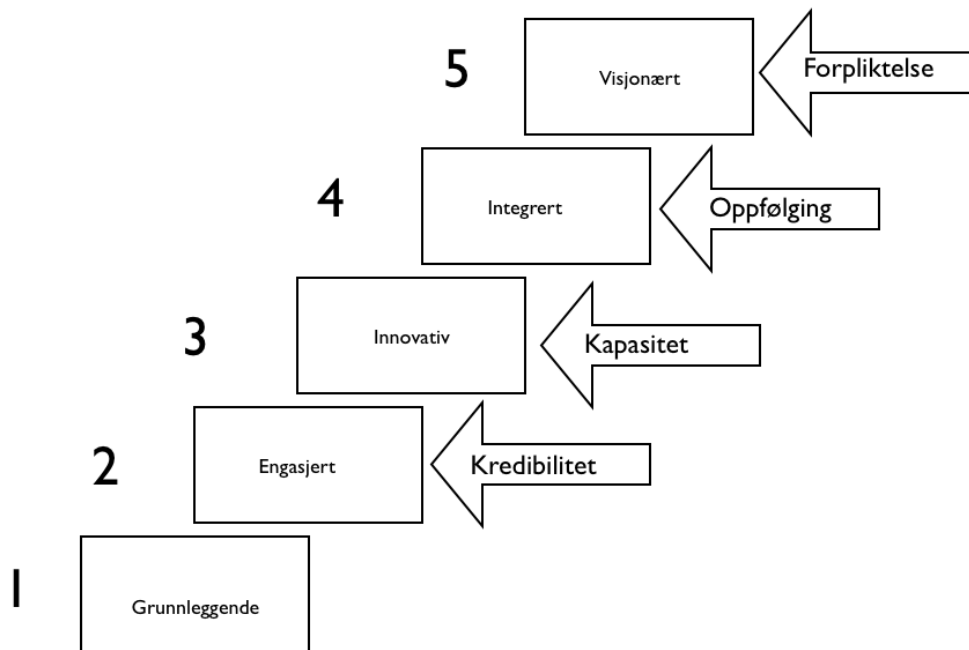 5
Visjonært
Forpliktelse
4
Integrert
Oppfølging
3
Innovativ
Kapasitet
2
Engasjert
Kredibilitet
1
Grunnleggende